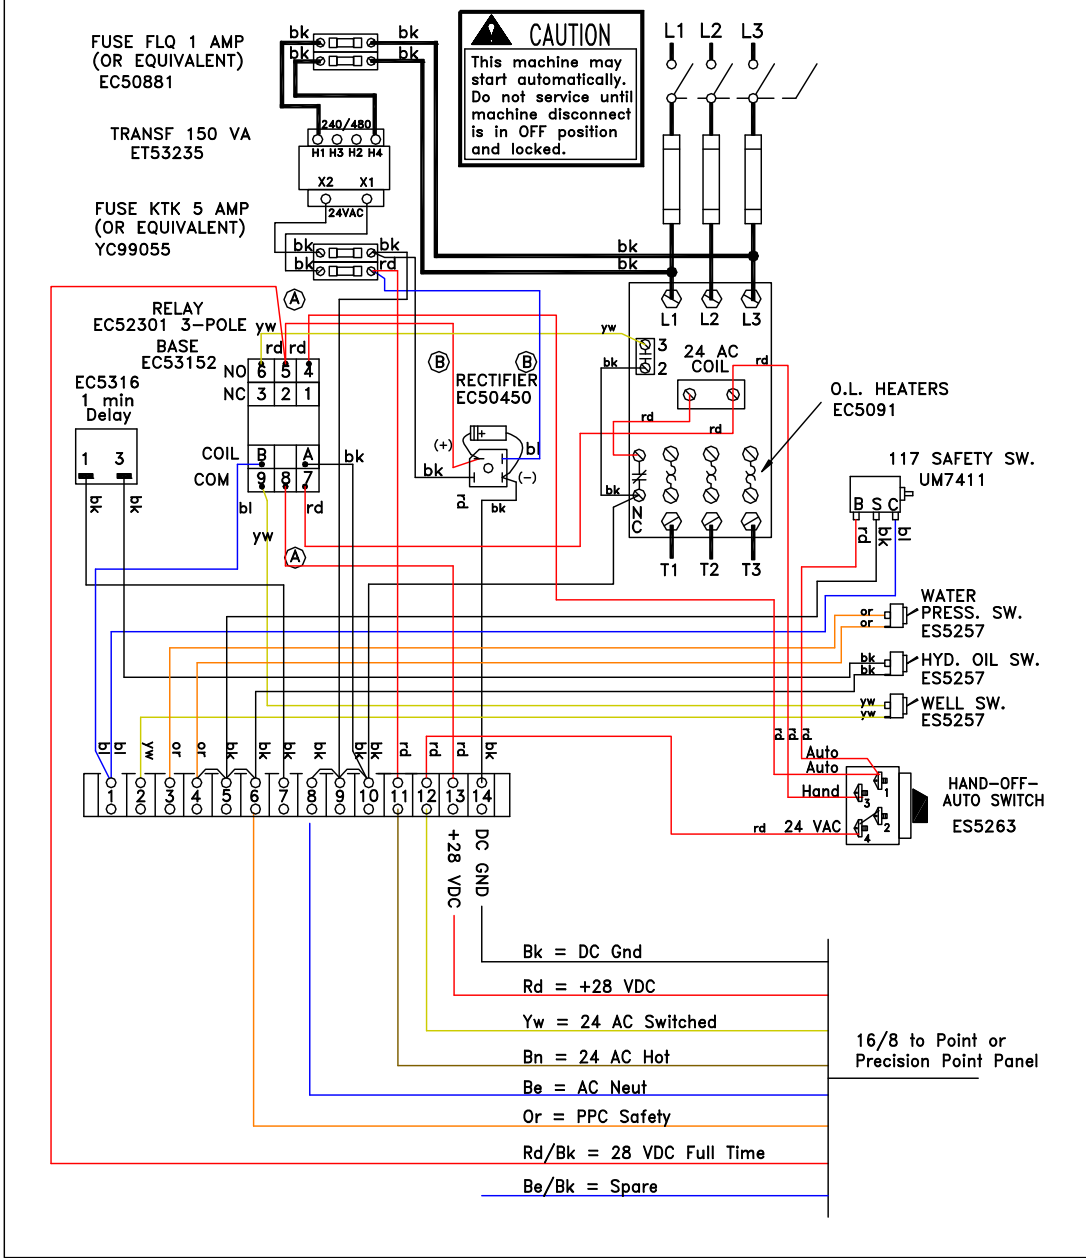 FUSE FLQ 1 AMP
(OR EQUIVALENT)
EC50881
bk
bk
bk
bk
CAUTION
This machine may
start automatically.
Do not service until
machine disconnect
is in OFF position
and locked.
L1 L2 L3
TRANSF 150 VA
ET53235
240/480
H1 H3 H2 H4
X2 X1
24VAC
FUSE KTK 5 AMP
(OR EQUIVALENT)
YC99055
bk
bk
bk
rd
bk
bk
A
RELAY
EC52301 3-POLE
BASE
EC53152
yw
rd rd
NO 6 5 4
NC 3 2 1
COIL B A
COM 9 8 7
bk
bl
rd
yw
A
EC5316
1 min
Delay
1 3
bk
bk
B
B
RECTIFIER
EC50450
+
(+)
(-)
bl
bk
rd
bk
L1 L2 L3
yw
3
2
bk
24 AC
COIL
rd
rd
rd
bk
N
C
T1 T2 T3
O.L. HEATERS
EC5091
117 SAFETY SW.
UM7411
B S C
rd
bk
bl
WATER
PRESS. SW.
ES5257
or
or
HYD. OIL SW.
ES5257
bk
bk
WELL SW.
ES5257
yw
yw
rd
rd
rd
bl
bl
yw
or
or
bk
bk
bk
bk
bk
bk
rd
rd
rd
bk
1 2 3 4 5 6 7 8 9 10 11 12 13 14
Auto
Auto
Hand
rd 24 VAC
1
3
2
4
HAND-OFF-
AUTO SWITCH
ES5263
+28 VDC
DC GND
Bk = DC Gnd
Rd = +28 VDC
Yw = 24 AC Switched
Bn = 24 AC Hot
Be = AC Neut
Or = PPC Safety
Rd/Bk = 28 VDC Full Time
Be/Bk = Spare
16/8 to Point or
Precision Point Panel